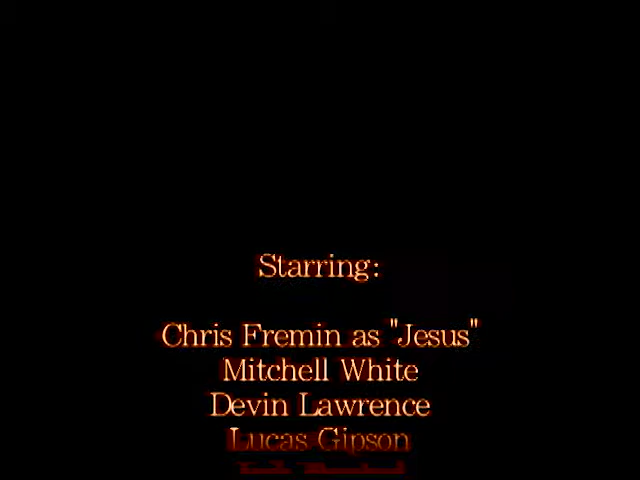 Starring:
Chris Fremin as "Jesus"
Mitchell White
Devin Lawrence
Lucas Gipson